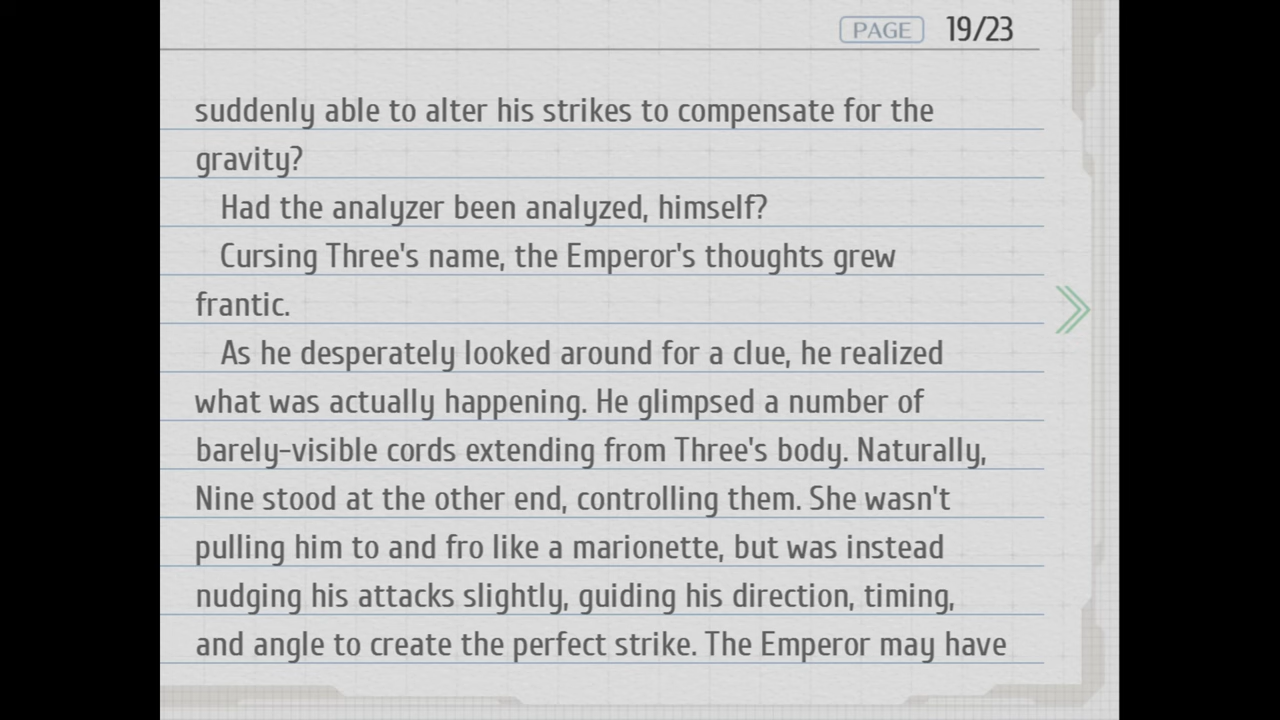 PAGE 19/23
suddenly able to alter his strikes to compensate for the
gravity?
Had the analyzer been analyzed, himself?
Cursing Three's name, the Emperor's thoughts grew
frantic.
As he desperately looked around for a clue, he realized
what was actually happening. He glimpsed a number of
barely-visible cords extending from Three's body. Naturally,
Nine stood at the other end, controlling them. She wasn't
pulling him to and fro like a marionette, but was instead
nudging his attacks slightly, guiding his direction, timing,
and angle to create the perfect strike. The Emperor may have